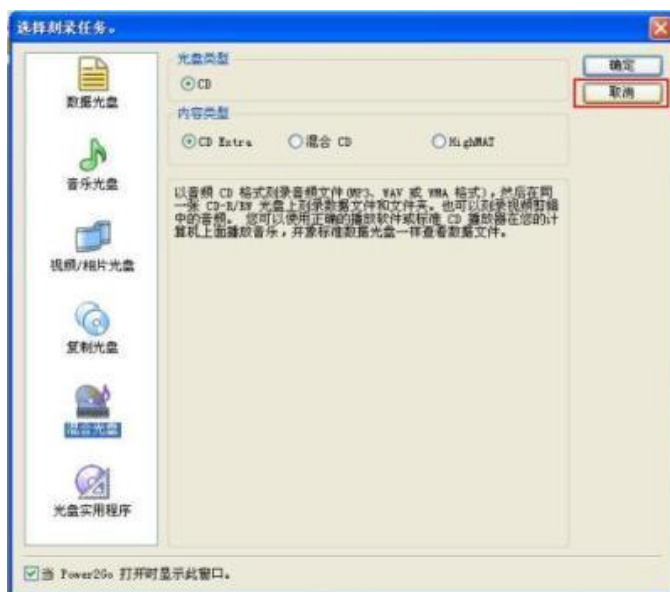 选择刻录任务。
数据光盘
音乐光盘
视频/相片光盘
复制光盘
混合光盘
光盘实用程序
光盘类型
CD
内容类型
CD Extra 混合 CD HighMAT
以音频 CD 格式刻录音频文件(MP3、WAV 或 WMA 格式)，然后在同
一张 CD-R/RW 光盘上刻录数据文件和文件夹。也可以刻录视频剪辑
中的音频。 您可以使用正确的播放软件或标准 CD 播放器在您的计
算机上面播放音乐，并象标准数据光盘一样查看数据文件。
确定
取消
当 Power2Go 打开时显示此窗口。